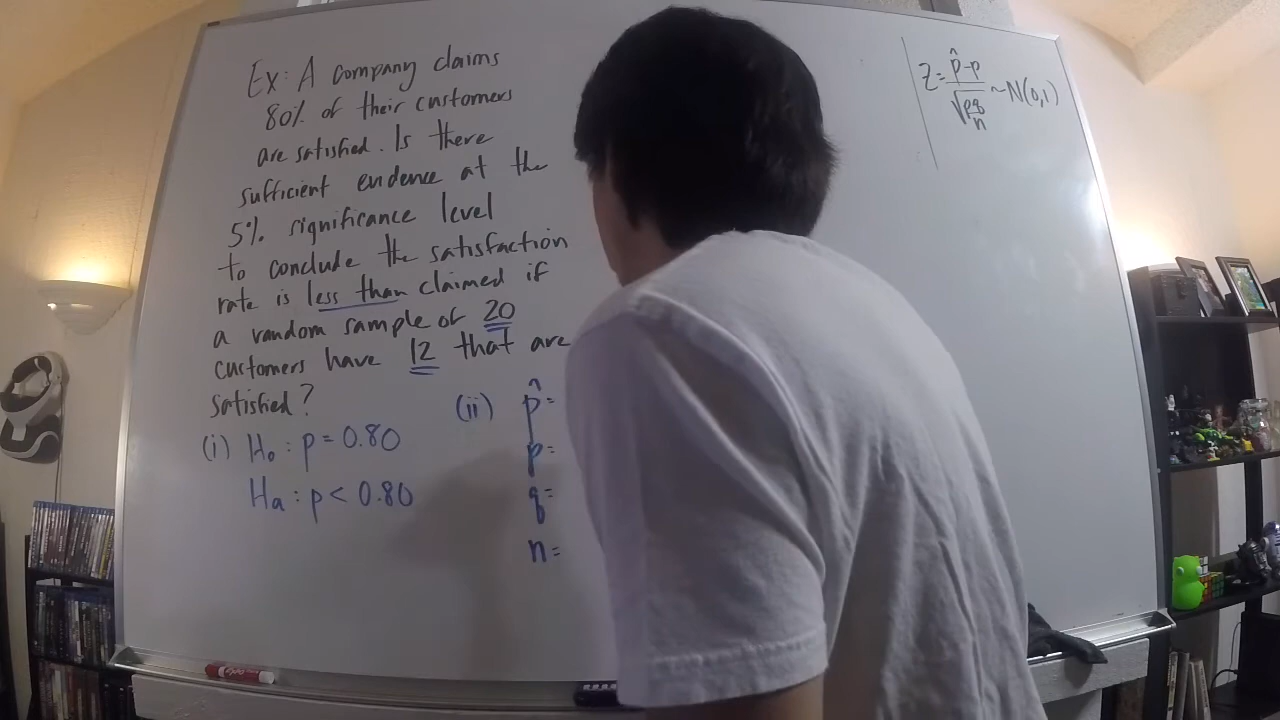 Ex: A company claims
80% of their customers
are satisfied. Is there
sufficient evidence at the
5% significance level
to conclude the satisfaction
rate is less than claimed if
a random sample of 20
customers have 12 that are
satisfied?
(i) H₀ : p = 0.80
Ha : p < 0.80
(ii) p̂ =
p =
q =
n =
Z = p̂-p / √(pq/n) ~ N(0,1)